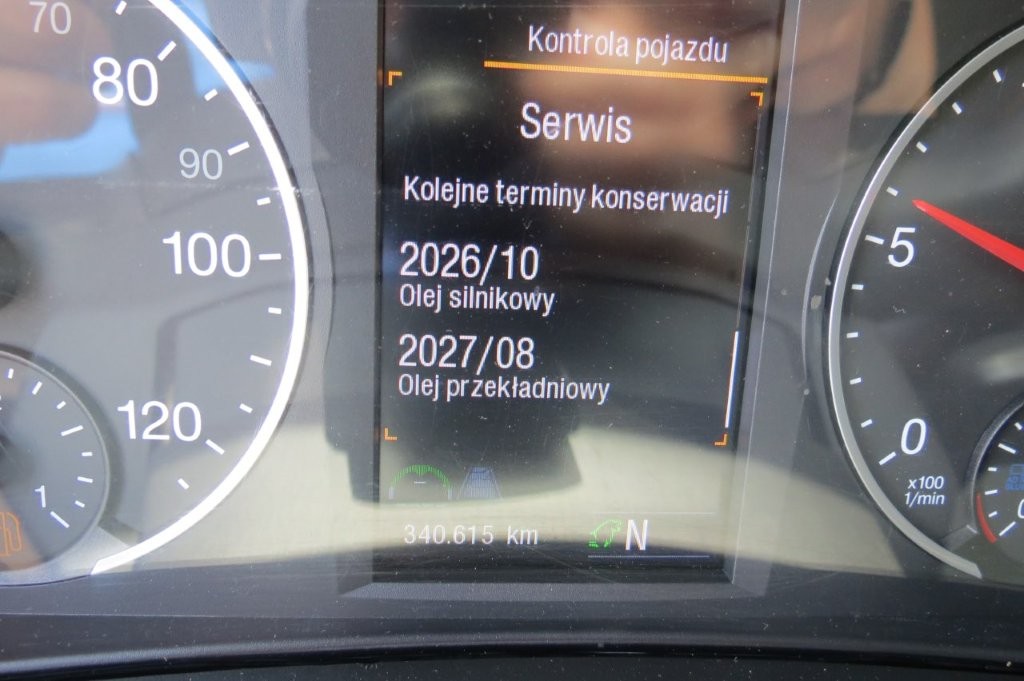 70
80
90
100
120
1
Kontrola pojazdu
Serwis
Kolejne terminy konserwacji
2026/10
Olej silnikowy
2027/08
Olej przekładniowy
340.615 km
N
5
0
x100
1/min